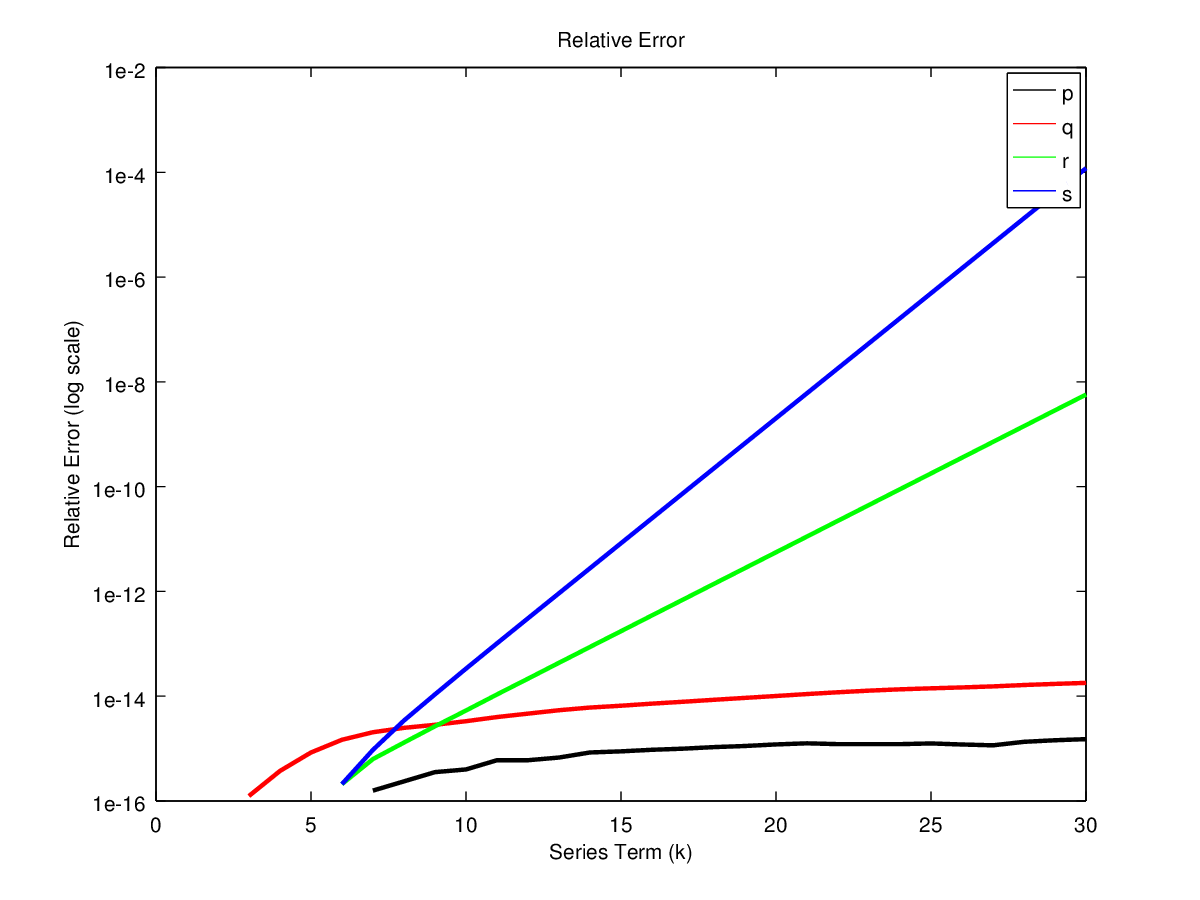 Relative Error
1e-2
1e-4
1e-6
1e-8
1e-10
1e-12
1e-14
1e-16
Relative Error (log scale)
0 5 10 15 20 25 30
Series Term (k)
p
q
r
s